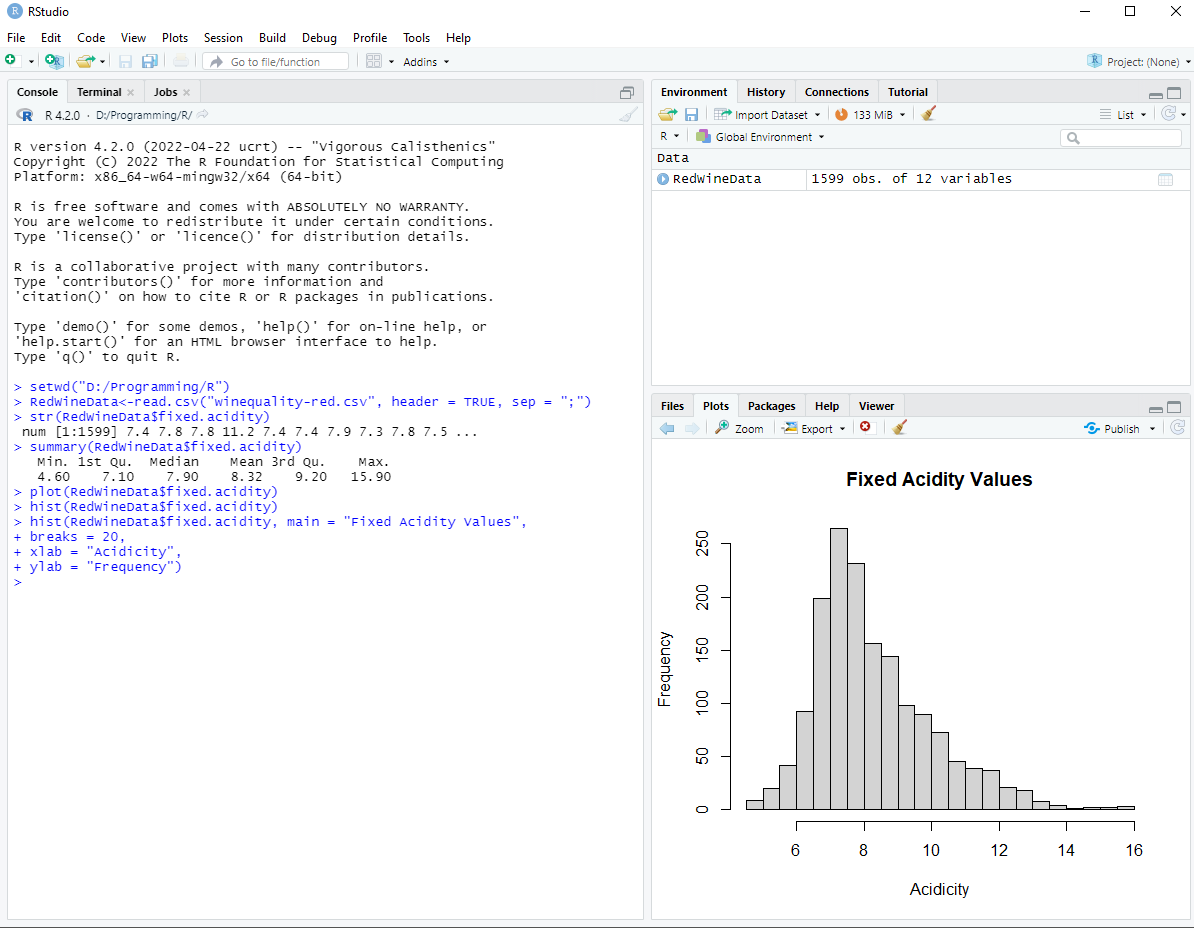 RStudio
File Edit Code View Plots Session Build Debug Profile Tools Help
Go to file/function Addins Project: (None)
Console Terminal Jobs
R 4.2.0 · D:/Programming/R/
R version 4.2.0 (2022-04-22 ucrt) -- "Vigorous Calisthenics"
Copyright (C) 2022 The R Foundation for Statistical Computing
Platform: x86_64-w64-mingw32/x64 (64-bit)
R is free software and comes with ABSOLUTELY NO WARRANTY.
You are welcome to redistribute it under certain conditions.
Type 'license()' or 'licence()' for distribution details.
R is a collaborative project with many contributors.
Type 'contributors()' for more information and
'citation()' on how to cite R or R packages in publications.
Type 'demo()' for some demos, 'help()' for on-line help, or
'help.start()' for an HTML browser interface to help.
Type 'q()' to quit R.
> setwd("D:/Programming/R")
> RedWineData<-read.csv("winequality-red.csv", header = TRUE, sep = ";")
> str(RedWineData$fixed.acidity)
num [1:1599] 7.4 7.8 7.8 11.2 7.4 7.4 7.9 7.3 7.8 7.5 ...
> summary(RedWineData$fixed.acidity)
Min. 1st Qu. Median Mean 3rd Qu. Max.
4.60 7.10 7.90 8.32 9.20 15.90
> plot(RedWineData$fixed.acidity)
> hist(RedWineData$fixed.acidity)
> hist(RedWineData$fixed.acidity, main = "Fixed Acidity Values",
+ breaks = 20,
+ xlab = "Acidicity",
+ ylab = "Frequency")
>
Environment History Connections Tutorial
Import Dataset 133 MiB List
R Global Environment
Data
RedWineData 1599 obs. of 12 variables
Files Plots Packages Help Viewer
Zoom Export Publish
Fixed Acidity Values
Frequency
250
200
150
100
50
0
6 8 10 12 14 16
Acidicity